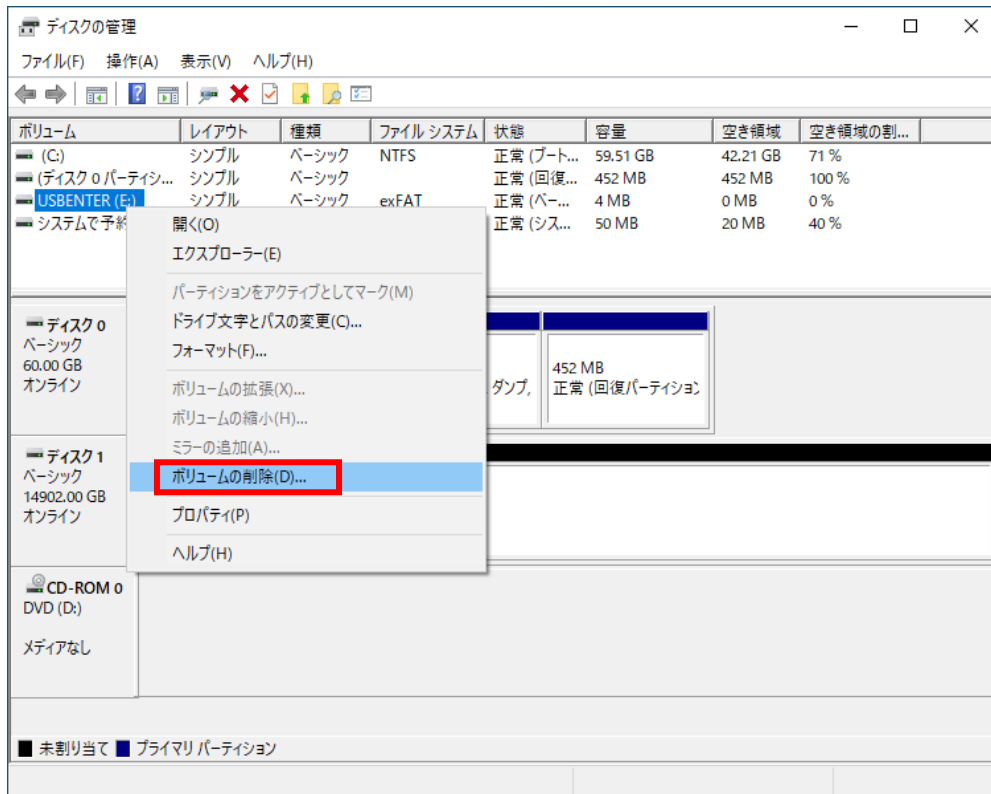 ディスクの管理
ファイル(F) 操作(A) 表示(V) ヘルプ(H)
ボリューム レイアウト 種類 ファイル システム 状態 容量 空き領域 空き領域の割...
(C:) シンプル ベーシック NTFS 正常 (ブート... 59.51 GB 42.21 GB 71 %
(ディスク 0 パーティシ... シンプル ベーシック 正常 (回復... 452 MB 452 MB 100 %
USBENTER (E:) シンプル ベーシック exFAT 正常 (ベー... 4 MB 0 MB 0 %
システムで予約 正常 (シス... 50 MB 20 MB 40 %
開く(O)
エクスプローラー(E)
パーティションをアクティブとしてマーク(M)
ドライブ文字とパスの変更(C)...
フォーマット(F)...
ボリュームの拡張(X)...
ボリュームの縮小(H)...
ミラーの追加(A)...
ボリュームの削除(D)...
プロパティ(P)
ヘルプ(H)
ディスク 0
ベーシック
60.00 GB
オンライン
ダンプ,
452 MB
正常 (回復パーティション
ディスク 1
ベーシック
14902.00 GB
オンライン
CD-ROM 0
DVD (D:)
メディアなし
未割り当て プライマリ パーティション